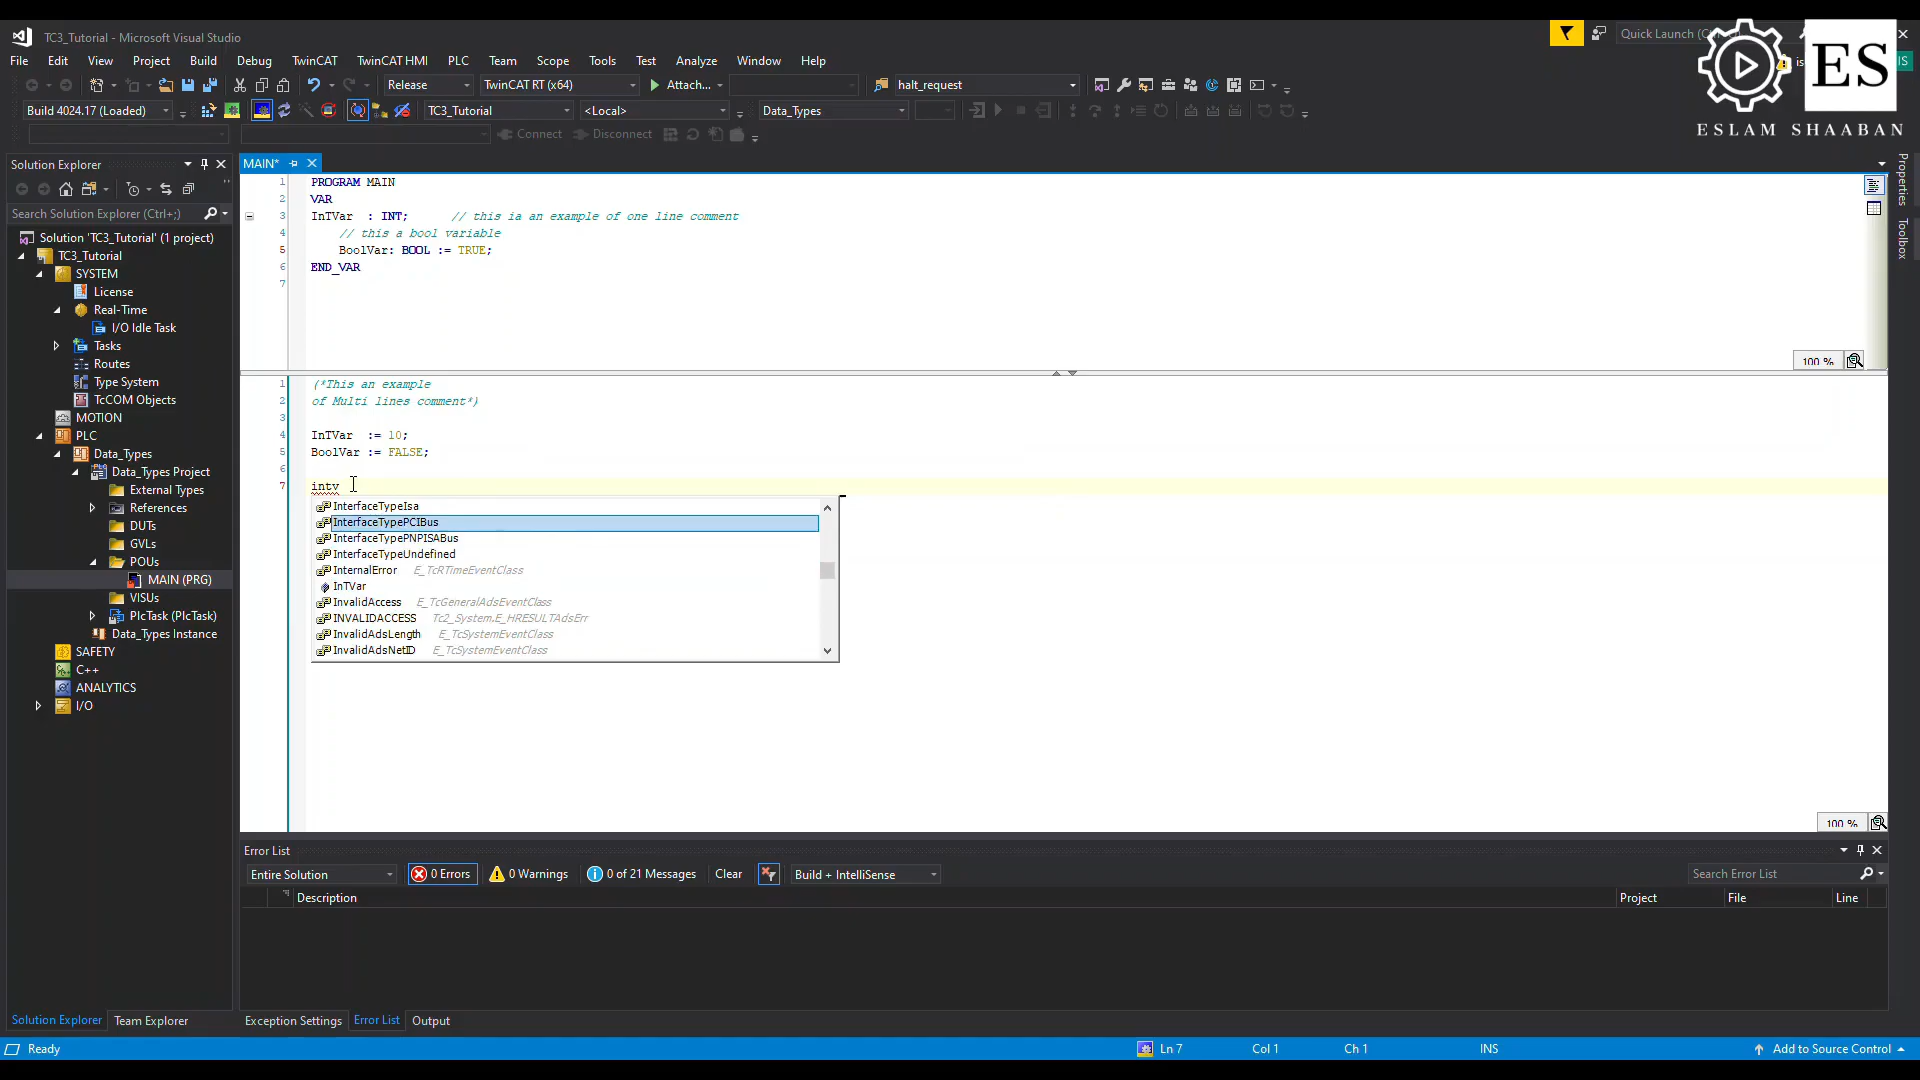 TC3_Tutorial - Microsoft Visual Studio
Quick Launch (C
ES
ESLAM SHAABAN
File Edit View Project Build Debug TwinCAT TwinCAT HMI PLC Team Scope Tools Test Analyze Window Help
Release TwinCAT RT (x64) Attach... halt_request
Build 4024.17 (Loaded) TC3_Tutorial <Local> Data_Types
Connect Disconnect
Solution Explorer
Search Solution Explorer (Ctrl+;)
Solution 'TC3_Tutorial' (1 project)
TC3_Tutorial
SYSTEM
License
Real-Time
I/O Idle Task
Tasks
Routes
Type System
TcCOM Objects
MOTION
PLC
Data_Types
Data_Types Project
External Types
References
DUTs
GVLs
POUs
MAIN (PRG)
VISUs
PlcTask (PlcTask)
Data_Types Instance
SAFETY
C++
ANALYTICS
I/O
MAIN*
1 PROGRAM MAIN
2 VAR
3 InTVar : INT; // this ia an example of one line comment
4 // this a bool variable
5 BoolVar: BOOL := TRUE;
6 END_VAR
7
100 %
1 (*This an example
2 of Multi lines comment*)
3
4 InTVar := 10;
5 BoolVar := FALSE;
6
7 intv
InterfaceTypeIsa
InterfaceTypePCIBus
InterfaceTypePNPISABus
InterfaceTypeUndefined
InternalError E_TcRTimeEventClass
InTVar
InvalidAccess E_TcGeneralAdsEventClass
INVALIDACCESS Tc2_System.E_HRESULTAdsErr
InvalidAdsLength E_TcSystemEventClass
InvalidAdsNetID E_TcSystemEventClass
100 %
Properties
Toolbox
Error List
Entire Solution 0 Errors 0 Warnings 0 of 21 Messages Clear Build + IntelliSense Search Error List
Description Project File Line
Solution Explorer Team Explorer Exception Settings Error List Output
Ready Ln 7 Col 1 Ch 1 INS Add to Source Control